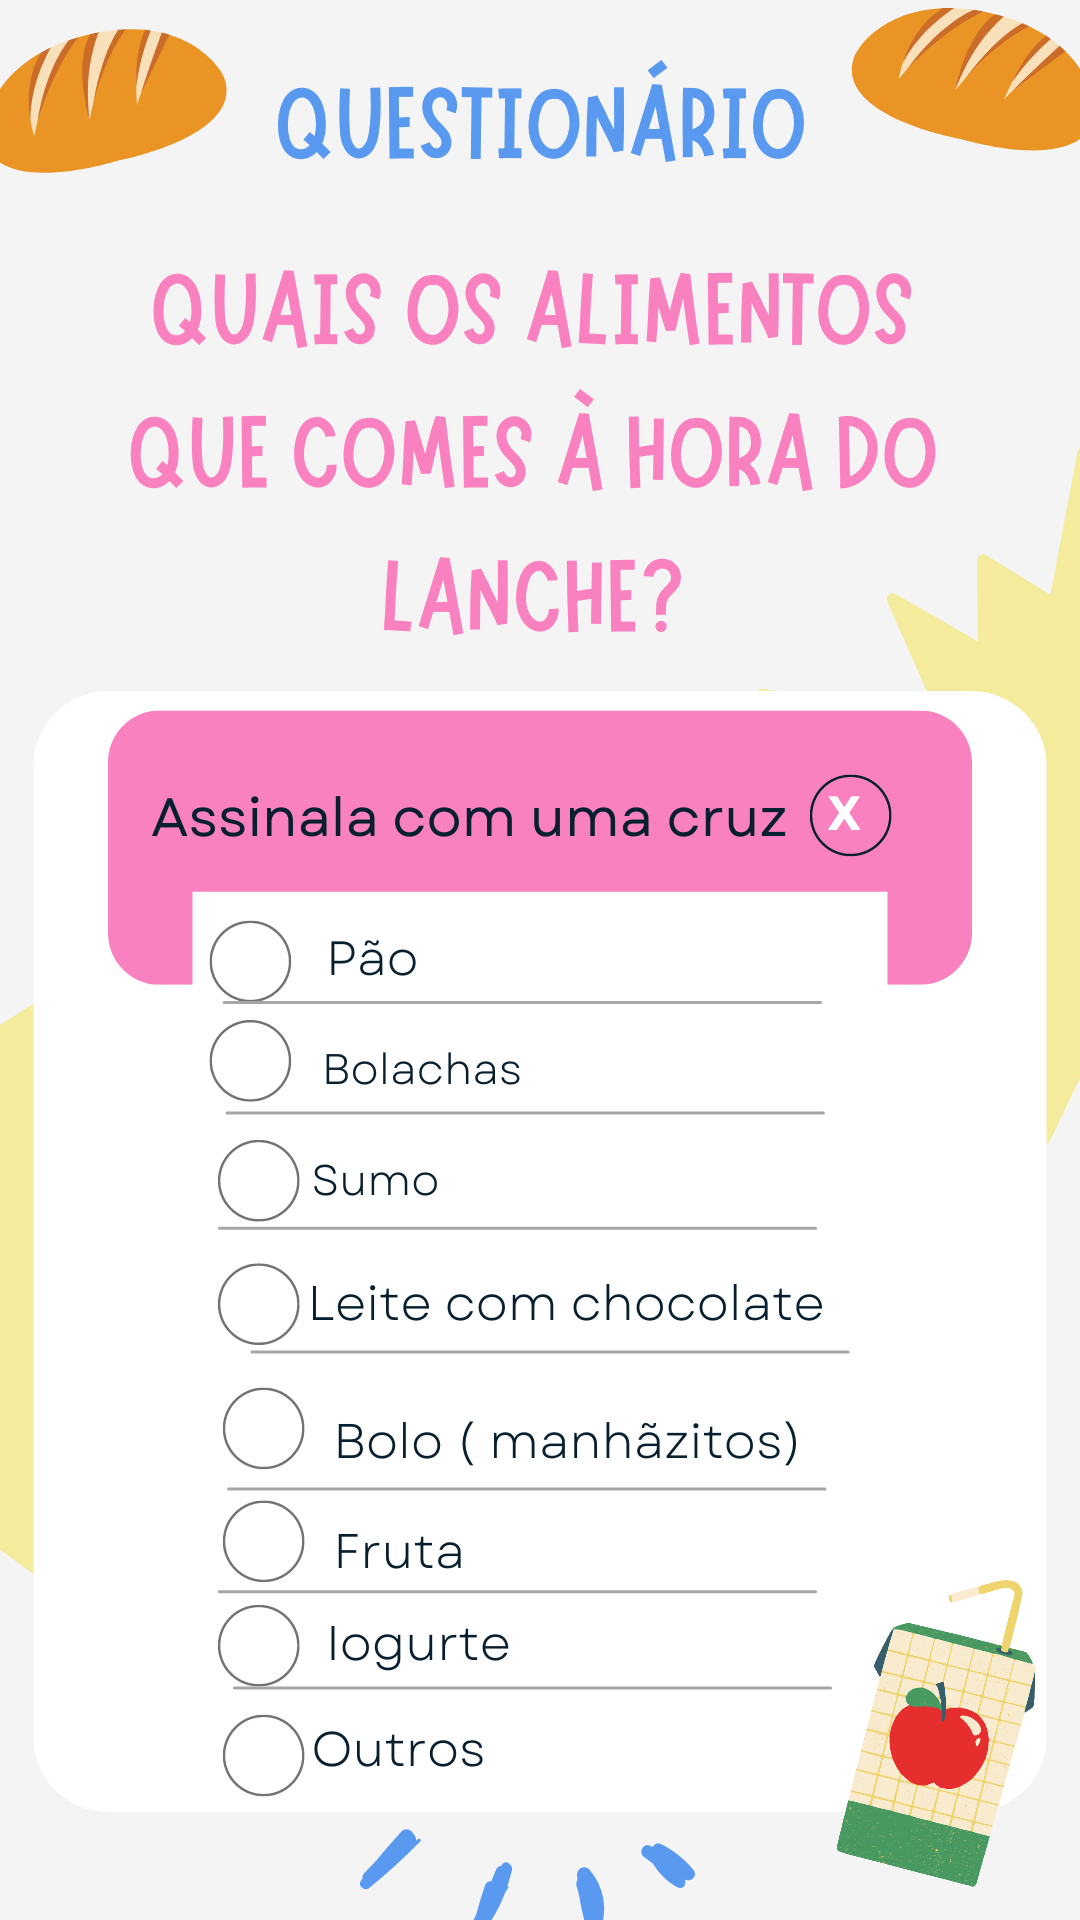 QUESTIONÁRIO
QUAIS OS ALIMENTOS
QUE COMES À HORA DO
LANCHE?
Assinala com uma cruz X
Pão
Bolachas
Sumo
Leite com chocolate
Bolo ( manhãzitos)
Fruta
Iogurte
Outros